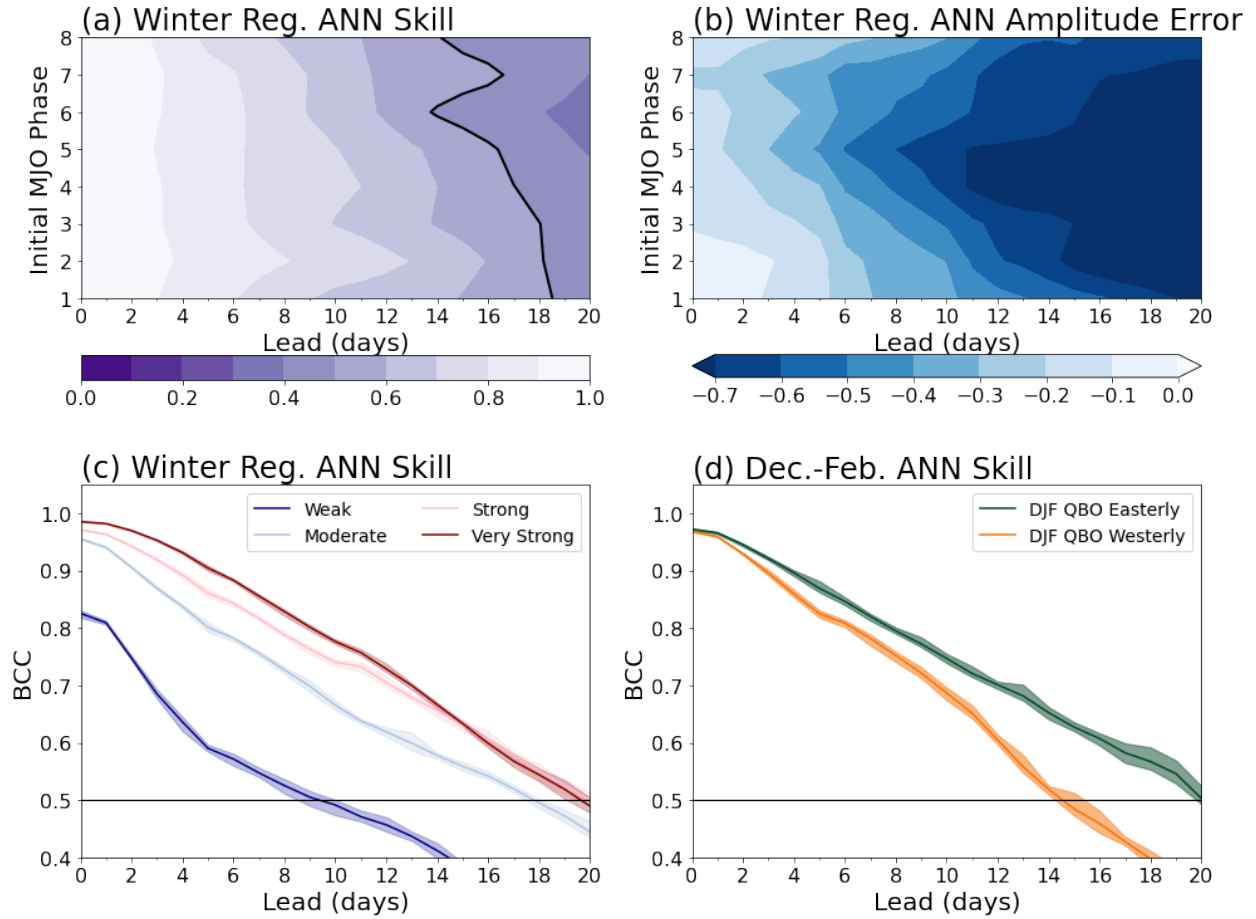 (a) Winter Reg. ANN Skill
8
7
6
5
4
3
2
1
Initial MJO Phase
0 2 4 6 8 10 12 14 16 18 20
Lead (days)
0.0 0.2 0.4 0.6 0.8 1.0
(b) Winter Reg. ANN Amplitude Error
8
7
6
5
4
3
2
1
Initial MJO Phase
0 2 4 6 8 10 12 14 16 18 20
Lead (days)
−0.7 −0.6 −0.5 −0.4 −0.3 −0.2 −0.1 0.0
(c) Winter Reg. ANN Skill
Weak Strong
Moderate Very Strong
1.0
0.9
0.8
0.7
0.6
0.5
0.4
BCC
0 2 4 6 8 10 12 14 16 18 20
Lead (days)
(d) Dec.-Feb. ANN Skill
DJF QBO Easterly
DJF QBO Westerly
1.0
0.9
0.8
0.7
0.6
0.5
0.4
BCC
0 2 4 6 8 10 12 14 16 18 20
Lead (days)